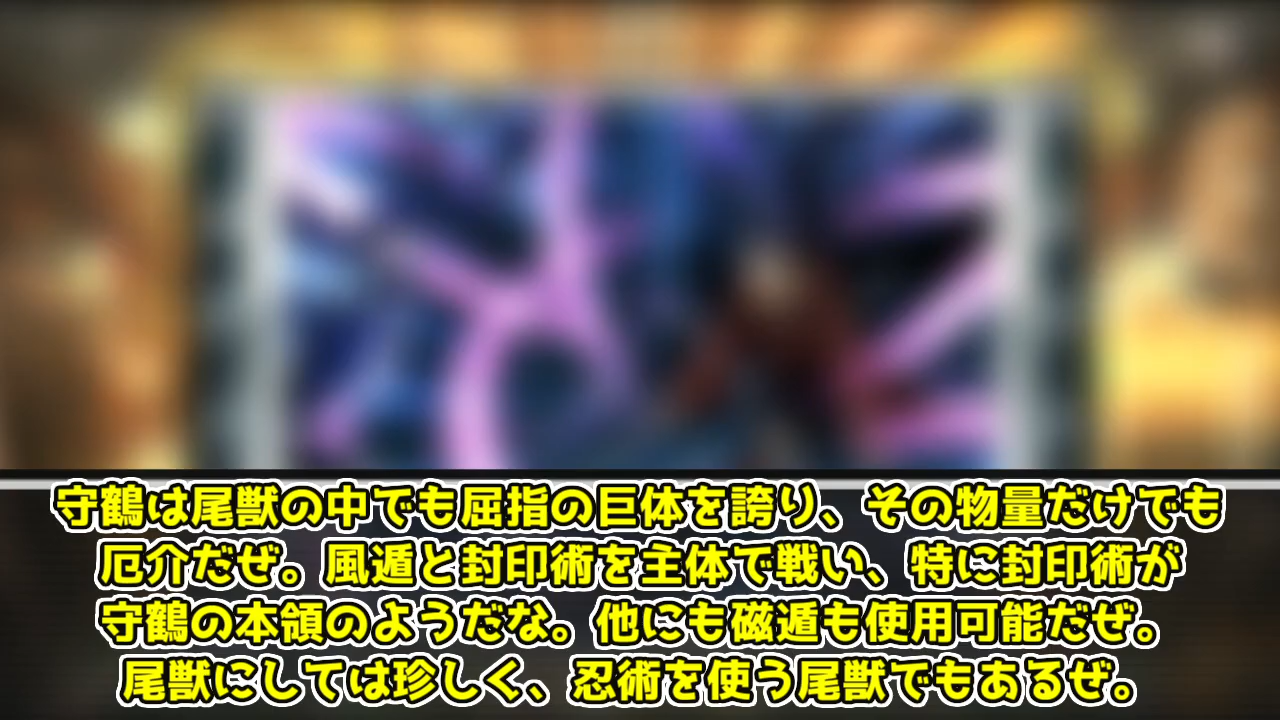 守鶴は尾獣の中でも屈指の巨体を誇り、その物量だけでも
厄介だぜ。風遁と封印術を主体で戦い、特に封印術が
守鶴の本領のようだな。他にも磁遁も使用可能だぜ。
尾獣にしては珍しく、忍術を使う尾獣でもあるぜ。